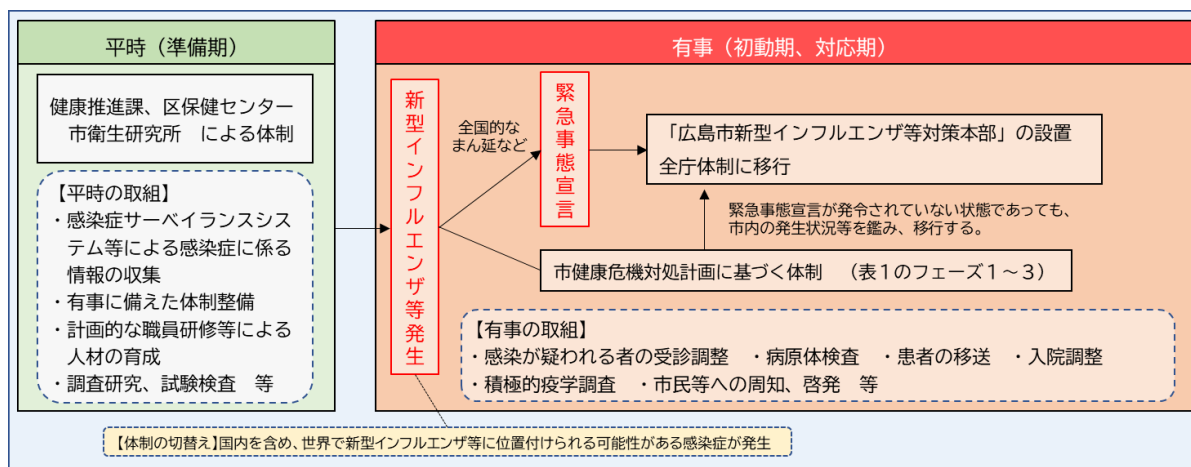 平時（準備期）
健康推進課、区保健センター
市衛生研究所　による体制
【平時の取組】
・感染症サーベイランスシス
テム等による感染症に係る
情報の収集
・有事に備えた体制整備
・計画的な職員研修等による
人材の育成
・調査研究、試験検査　等
有事（初動期、対応期）
新型インフルエンザ等発生
全国的な
まん延など
緊急事態宣言
「広島市新型インフルエンザ等対策本部」の設置
全庁体制に移行
緊急事態宣言が発令されていない状態であっても、
市内の発生状況等を鑑み、移行する。
市健康危機対処計画に基づく体制　（表１のフェーズ１～３）
【有事の取組】
・感染が疑われる者の受診調整　・病原体検査　・患者の移送　・入院調整
・積極的疫学調査　・市民等への周知、啓発　等
【体制の切替え】国内を含め、世界で新型インフルエンザ等に位置付けられる可能性がある感染症が発生